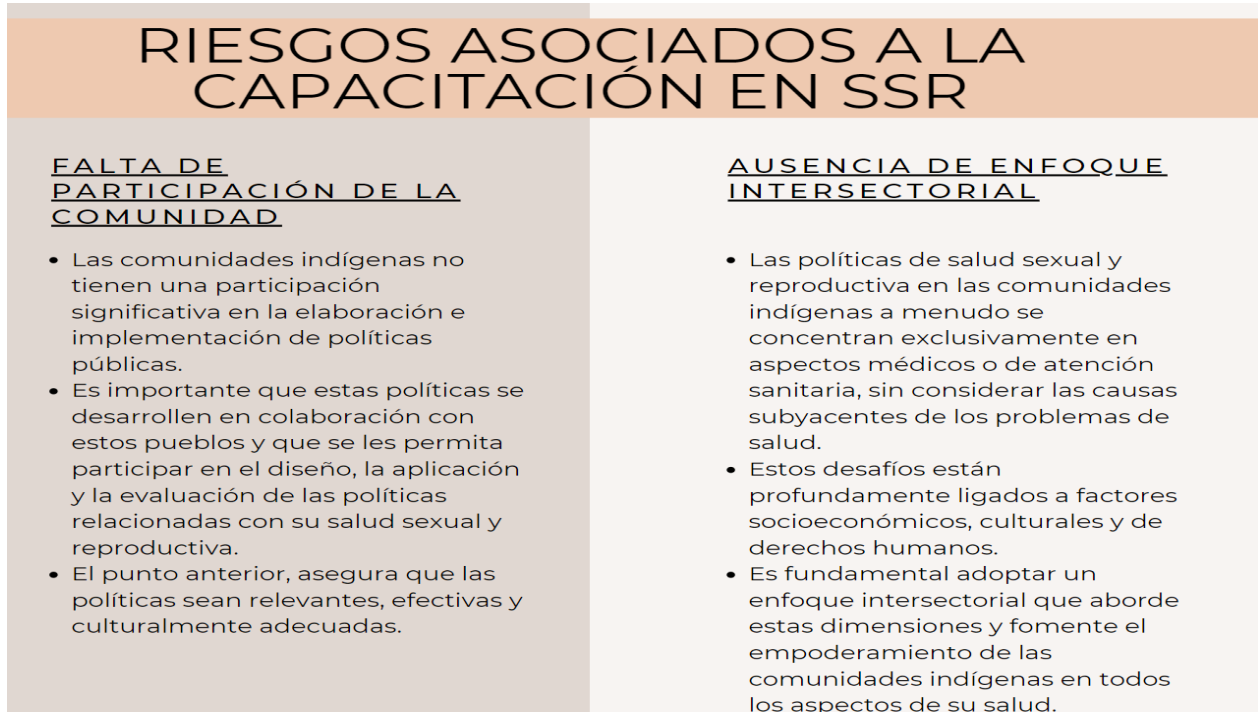 RIESGOS ASOCIADOS A LA
CAPACITACIÓN EN SSR
FALTA DE
PARTICIPACIÓN DE LA
COMUNIDAD
• Las comunidades indígenas no
tienen una participación
significativa en la elaboración e
implementación de políticas
públicas.
• Es importante que estas políticas se
desarrollen en colaboración con
estos pueblos y que se les permita
participar en el diseño, la aplicación
y la evaluación de las políticas
relacionadas con su salud sexual y
reproductiva.
• El punto anterior, asegura que las
políticas sean relevantes, efectivas y
culturalmente adecuadas.
AUSENCIA DE ENFOQUE
INTERSECTORIAL
• Las políticas de salud sexual y
reproductiva en las comunidades
indígenas a menudo se
concentran exclusivamente en
aspectos médicos o de atención
sanitaria, sin considerar las causas
subyacentes de los problemas de
salud.
• Estos desafíos están
profundamente ligados a factores
socioeconómicos, culturales y de
derechos humanos.
• Es fundamental adoptar un
enfoque intersectorial que aborde
estas dimensiones y fomente el
empoderamiento de las
comunidades indígenas en todos
los aspectos de su salud.